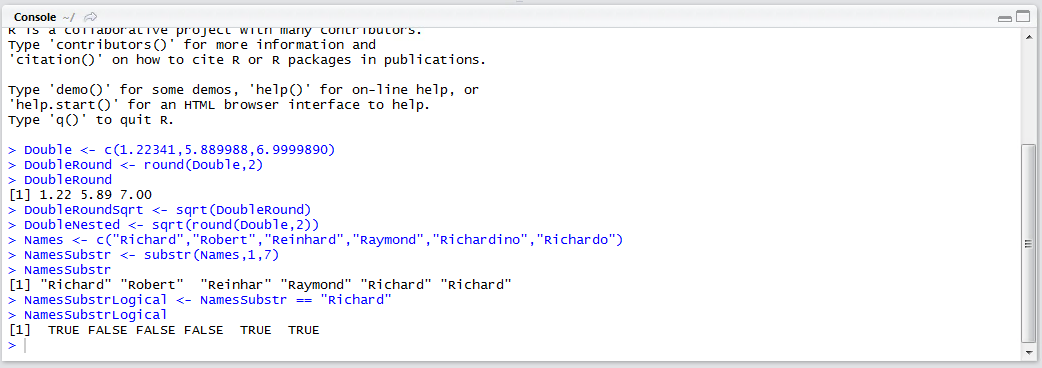 Console ~/
R is a collaborative project with many contributors.
Type 'contributors()' for more information and
'citation()' on how to cite R or R packages in publications.
Type 'demo()' for some demos, 'help()' for on-line help, or
'help.start()' for an HTML browser interface to help.
Type 'q()' to quit R.
> Double <- c(1.22341,5.889988,6.9999890)
> DoubleRound <- round(Double,2)
> DoubleRound
[1] 1.22 5.89 7.00
> DoubleRoundSqrt <- sqrt(DoubleRound)
> DoubleNested <- sqrt(round(Double,2))
> Names <- c("Richard","Robert","Reinhard","Raymond","Richardino","Richardo")
> NamesSubstr <- substr(Names,1,7)
> NamesSubstr
[1] "Richard" "Robert"  "Reinhar" "Raymond" "Richard" "Richard"
> NamesSubstrLogical <- NamesSubstr == "Richard"
> NamesSubstrLogical
[1]  TRUE FALSE FALSE FALSE  TRUE  TRUE
>